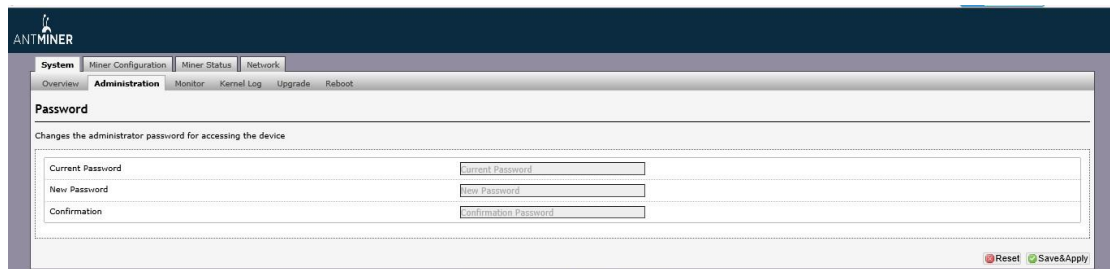 ANTMINER
System Miner Configuration Miner Status Network
Overview Administration Monitor Kernel Log Upgrade Reboot
Password
Changes the administrator password for accessing the device
Current Password Current Password
New Password New Password
Confirmation Confirmation Password
Reset Save&Apply